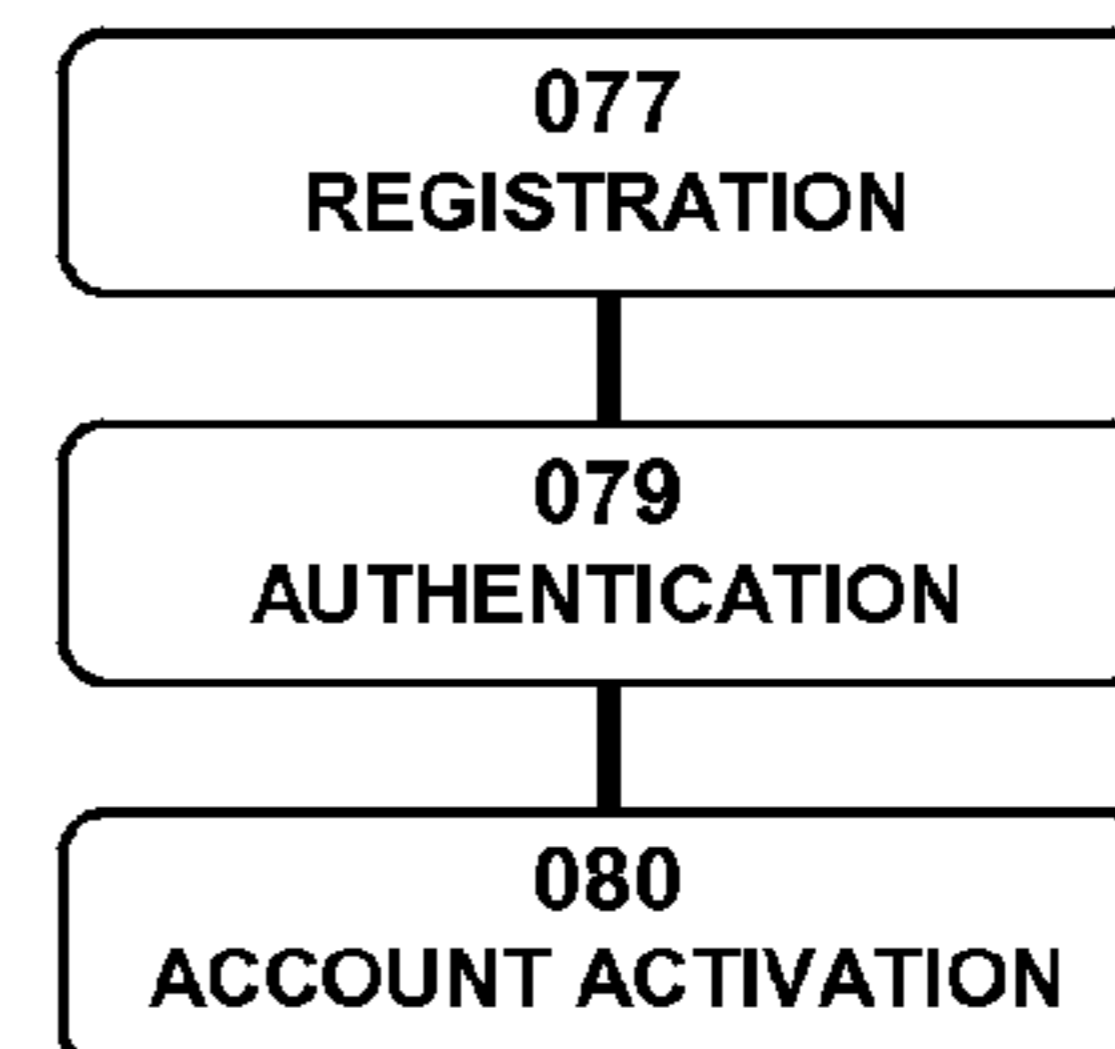 077
REGISTRATION
079
AUTHENTICATION
080
ACCOUNT ACTIVATION